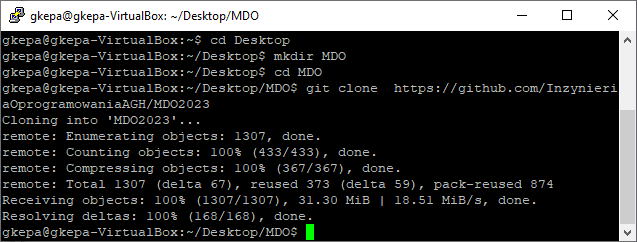 gkepa@gkepa-VirtualBox: ~/Desktop/MDO
gkepa@gkepa-VirtualBox:~$ cd Desktop
gkepa@gkepa-VirtualBox:~/Desktop$ mkdir MDO
gkepa@gkepa-VirtualBox:~/Desktop$ cd MDO
gkepa@gkepa-VirtualBox:~/Desktop/MDO$ git clone  https://github.com/Inzynieri
aOprogramowaniaAGH/MDO2023
Cloning into 'MDO2023'...
remote: Enumerating objects: 1307, done.
remote: Counting objects: 100% (433/433), done.
remote: Compressing objects: 100% (367/367), done.
remote: Total 1307 (delta 67), reused 373 (delta 59), pack-reused 874
Receiving objects: 100% (1307/1307), 31.30 MiB | 18.51 MiB/s, done.
Resolving deltas: 100% (168/168), done.
gkepa@gkepa-VirtualBox:~/Desktop/MDO$